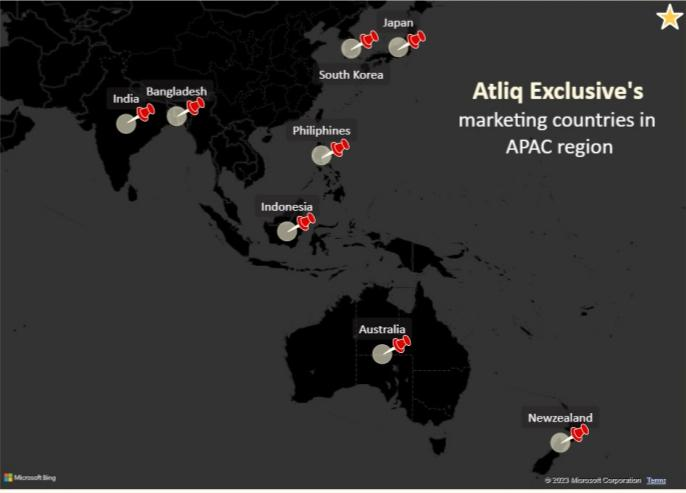 Japan
South Korea
Bangladesh
India
Atliq Exclusive's
marketing countries in
APAC region
Philiphines
Indonesia
Australia
Newzealand
Microsoft Bing
© 2023 Microsoft Corporation Terms